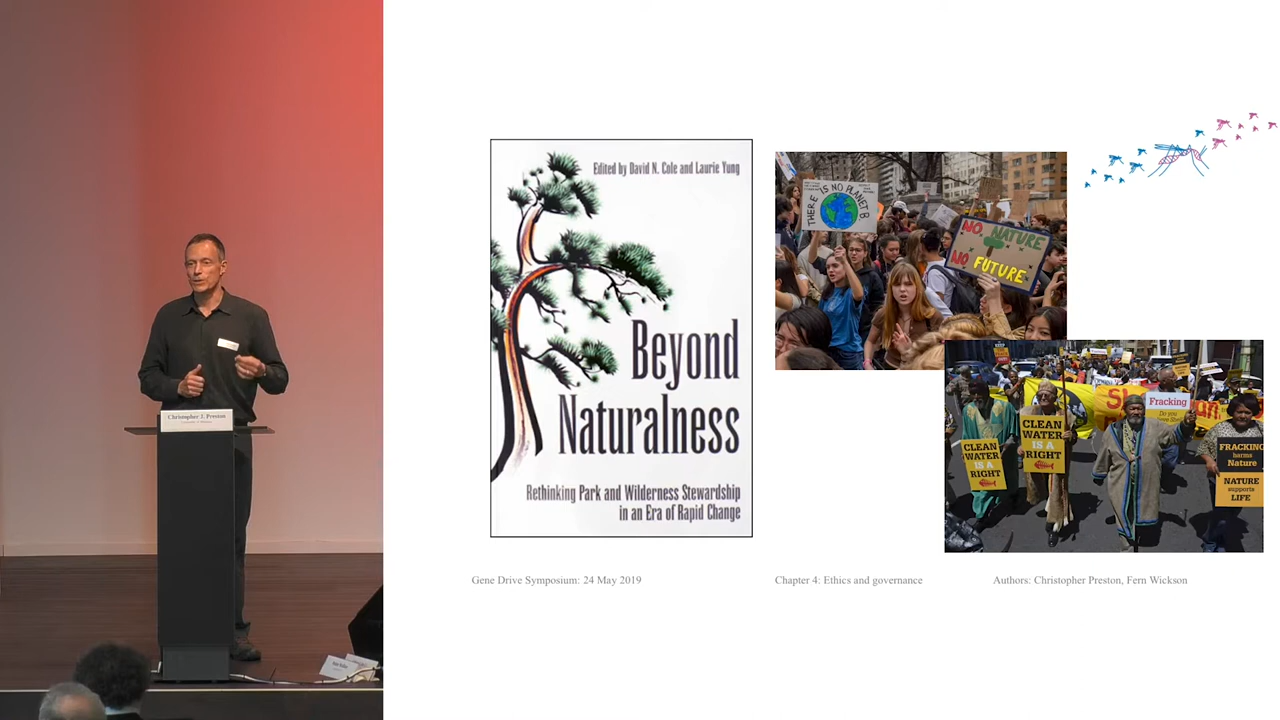 Christopher J. Preston
Edited by David N. Cole and Laurie Yung
Beyond
Naturalness
Rethinking Park and Wilderness Stewardship
in an Era of Rapid Change
THERE IS NO PLANET B
NO NATURE
NO FUTURE
CLEAN
WATER
IS A
RIGHT
CLEAN
WATER
IS A
RIGHT
Fracking
Do you
FRACKING
harms
Nature
NATURE
supports
LIFE
Gene Drive Symposium: 24 May 2019
Chapter 4: Ethics and governance
Authors: Christopher Preston, Fern Wickson